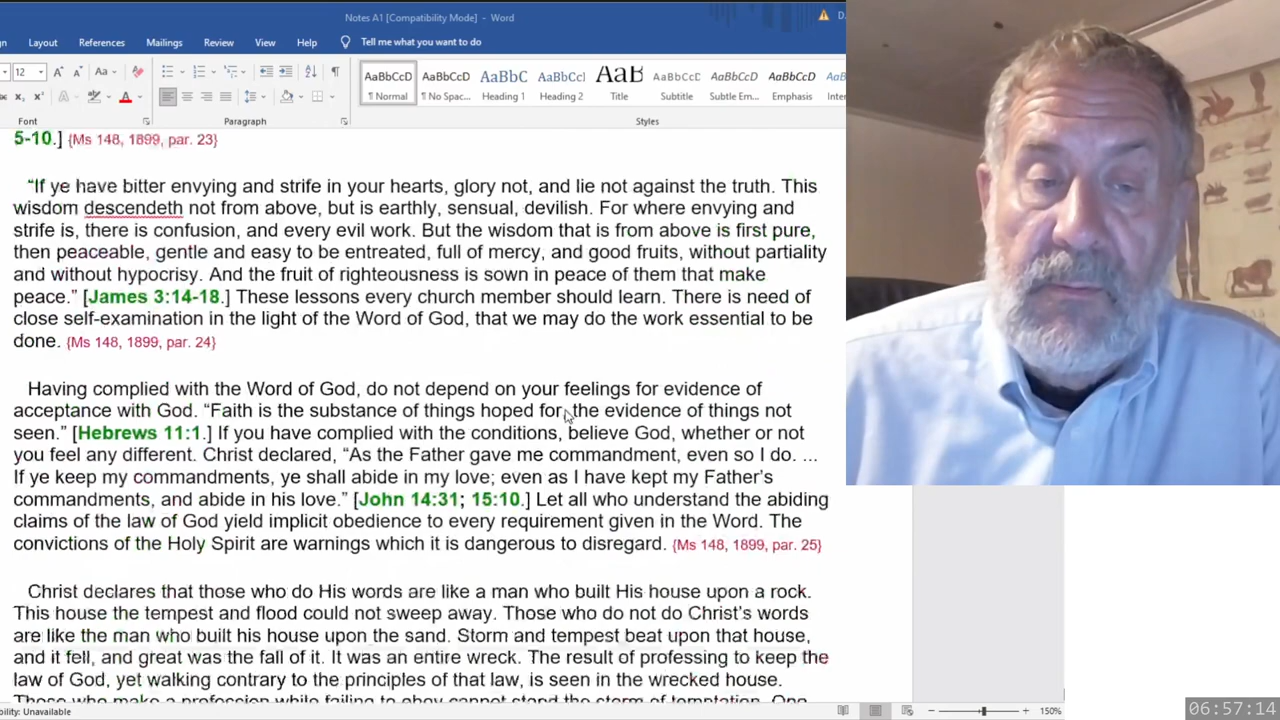 Notes A1 [Compatibility Mode] - Word
Layout References Mailings Review View Help Tell me what you want to do
12 Aa
AaBbCcD AaBbCcD AaBbC AaBbCcI AaB AaBbCcD AaBbCcD AaBbCcD
¶ Normal ¶ No Spac... Heading 1 Heading 2 Title Subtitle Subtle Em... Emphasis
Font Paragraph Styles
5-10.] {Ms 148, 1899, par. 23}
“If ye have bitter envying and strife in your hearts, glory not, and lie not against the truth. This
wisdom descendeth not from above, but is earthly, sensual, devilish. For where envying and
strife is, there is confusion, and every evil work. But the wisdom that is from above is first pure,
then peaceable, gentle and easy to be entreated, full of mercy, and good fruits, without partiality
and without hypocrisy. And the fruit of righteousness is sown in peace of them that make
peace.” [James 3:14-18.] These lessons every church member should learn. There is need of
close self-examination in the light of the Word of God, that we may do the work essential to be
done. {Ms 148, 1899, par. 24}
Having complied with the Word of God, do not depend on your feelings for evidence of
acceptance with God. “Faith is the substance of things hoped for, the evidence of things not
seen.” [Hebrews 11:1.] If you have complied with the conditions, believe God, whether or not
you feel any different. Christ declared, “As the Father gave me commandment, even so I do. ...
If ye keep my commandments, ye shall abide in my love; even as I have kept my Father’s
commandments, and abide in his love.” [John 14:31; 15:10.] Let all who understand the abiding
claims of the law of God yield implicit obedience to every requirement given in the Word. The
convictions of the Holy Spirit are warnings which it is dangerous to disregard. {Ms 148, 1899, par. 25}
Christ declares that those who do His words are like a man who built His house upon a rock.
This house the tempest and flood could not sweep away. Those who do not do Christ’s words
are like the man who built his house upon the sand. Storm and tempest beat upon that house,
and it fell, and great was the fall of it. It was an entire wreck. The result of professing to keep the
law of God, yet walking contrary to the principles of that law, is seen in the wrecked house.
Those who make a profession while failing to obey cannot stand the storm of temptation. One
bility: Unavailable 150%
06:57:14